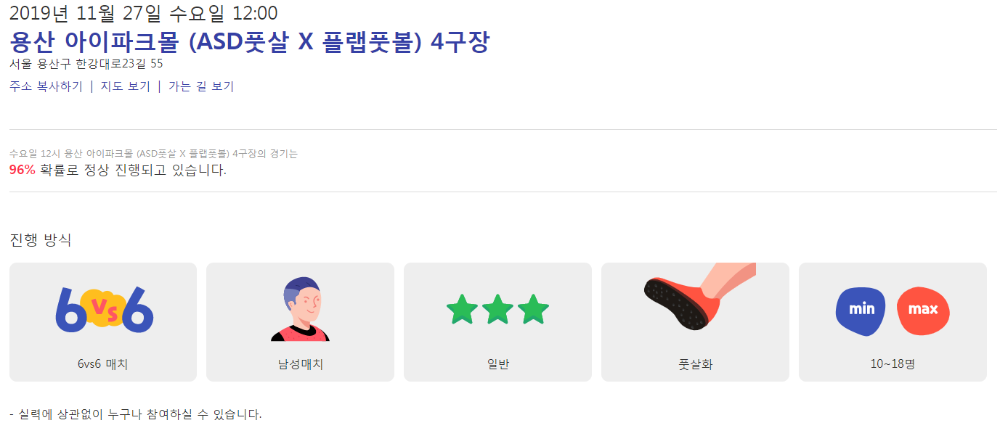 2019년 11월 27일 수요일 12:00
용산 아이파크몰 (ASD풋살 X 플랩풋볼) 4구장
서울 용산구 한강대로23길 55
주소 복사하기 | 지도 보기 | 가는 길 보기
수요일 12시 용산 아이파크몰 (ASD풋살 X 플랩풋볼) 4구장의 경기는
96% 확률로 정상 진행되고 있습니다.
진행 방식
6 vs 6
min max
6vs6 매치
남성매치
일반
풋살화
10~18명
- 실력에 상관없이 누구나 참여하실 수 있습니다.